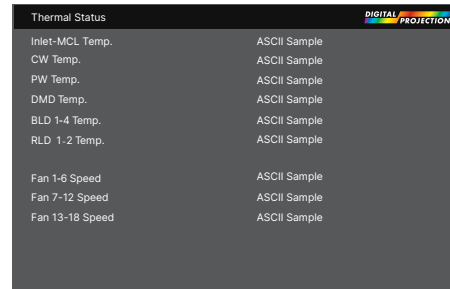 Thermal Status
DIGITAL PROJECTION
Inlet-MCL Temp. ASCII Sample
CW Temp. ASCII Sample
PW Temp. ASCII Sample
DMD Temp. ASCII Sample
BLD 1-4 Temp. ASCII Sample
RLD 1-2 Temp. ASCII Sample
Fan 1-6 Speed ASCII Sample
Fan 7-12 Speed ASCII Sample
Fan 13-18 Speed ASCII Sample